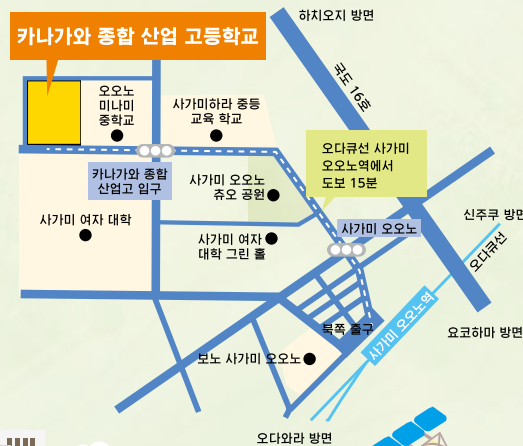 하치오지 방면
카나가와 종합 산업 고등학교
국도 16호
오오노
미나미
중학교
사가미하라 중등
교육 학교
오다큐선 사가미
오오노역에서
도보 15분
카나가와 종합
산업고 입구
사가미 오오노
츄오 공원
사가미 여자 대학
사가미 오오노
신주쿠 방면
오다큐선
사가미 여자
대학 그린 홀
사가미 오오노역
북쪽 출구
요코하마 방면
보노 사가미 오오노
오다와라 방면